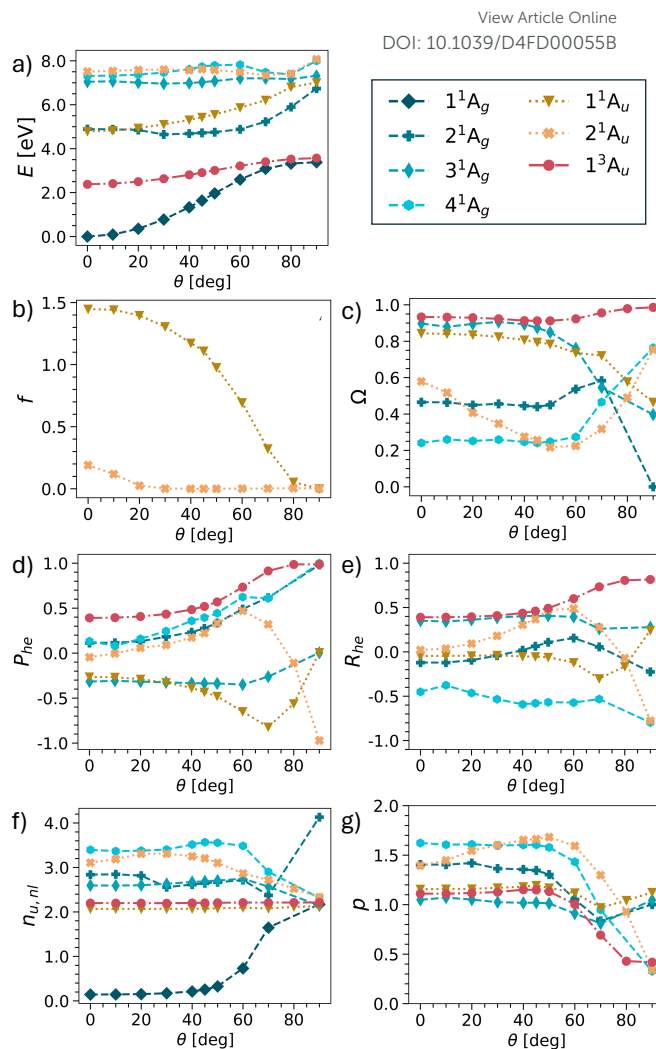 View Article Online
DOI: 10.1039/D4FD00055B
a)
8.0
6.0
4.0
2.0
0.0
E [eV]
0 20 40 60 80
θ [deg]
1¹A_g
2¹A_g
3¹A_g
4¹A_g
1¹A_u
2¹A_u
1³A_u
b)
1.5
1.0
0.5
0.0
f
0 20 40 60 80
θ [deg]
c)
1.0
0.8
0.6
0.4
0.2
0.0
Ω
0 20 40 60 80
θ [deg]
d)
1.0
0.5
0.0
-0.5
-1.0
P_he
0 20 40 60 80
θ [deg]
e)
1.0
0.5
0.0
-0.5
-1.0
R_he
0 20 40 60 80
θ [deg]
f)
4.0
3.0
2.0
1.0
0.0
n_u, nl
0 20 40 60 80
θ [deg]
g)
2.0
1.5
1.0
0.5
0.0
p
0 20 40 60 80
θ [deg]